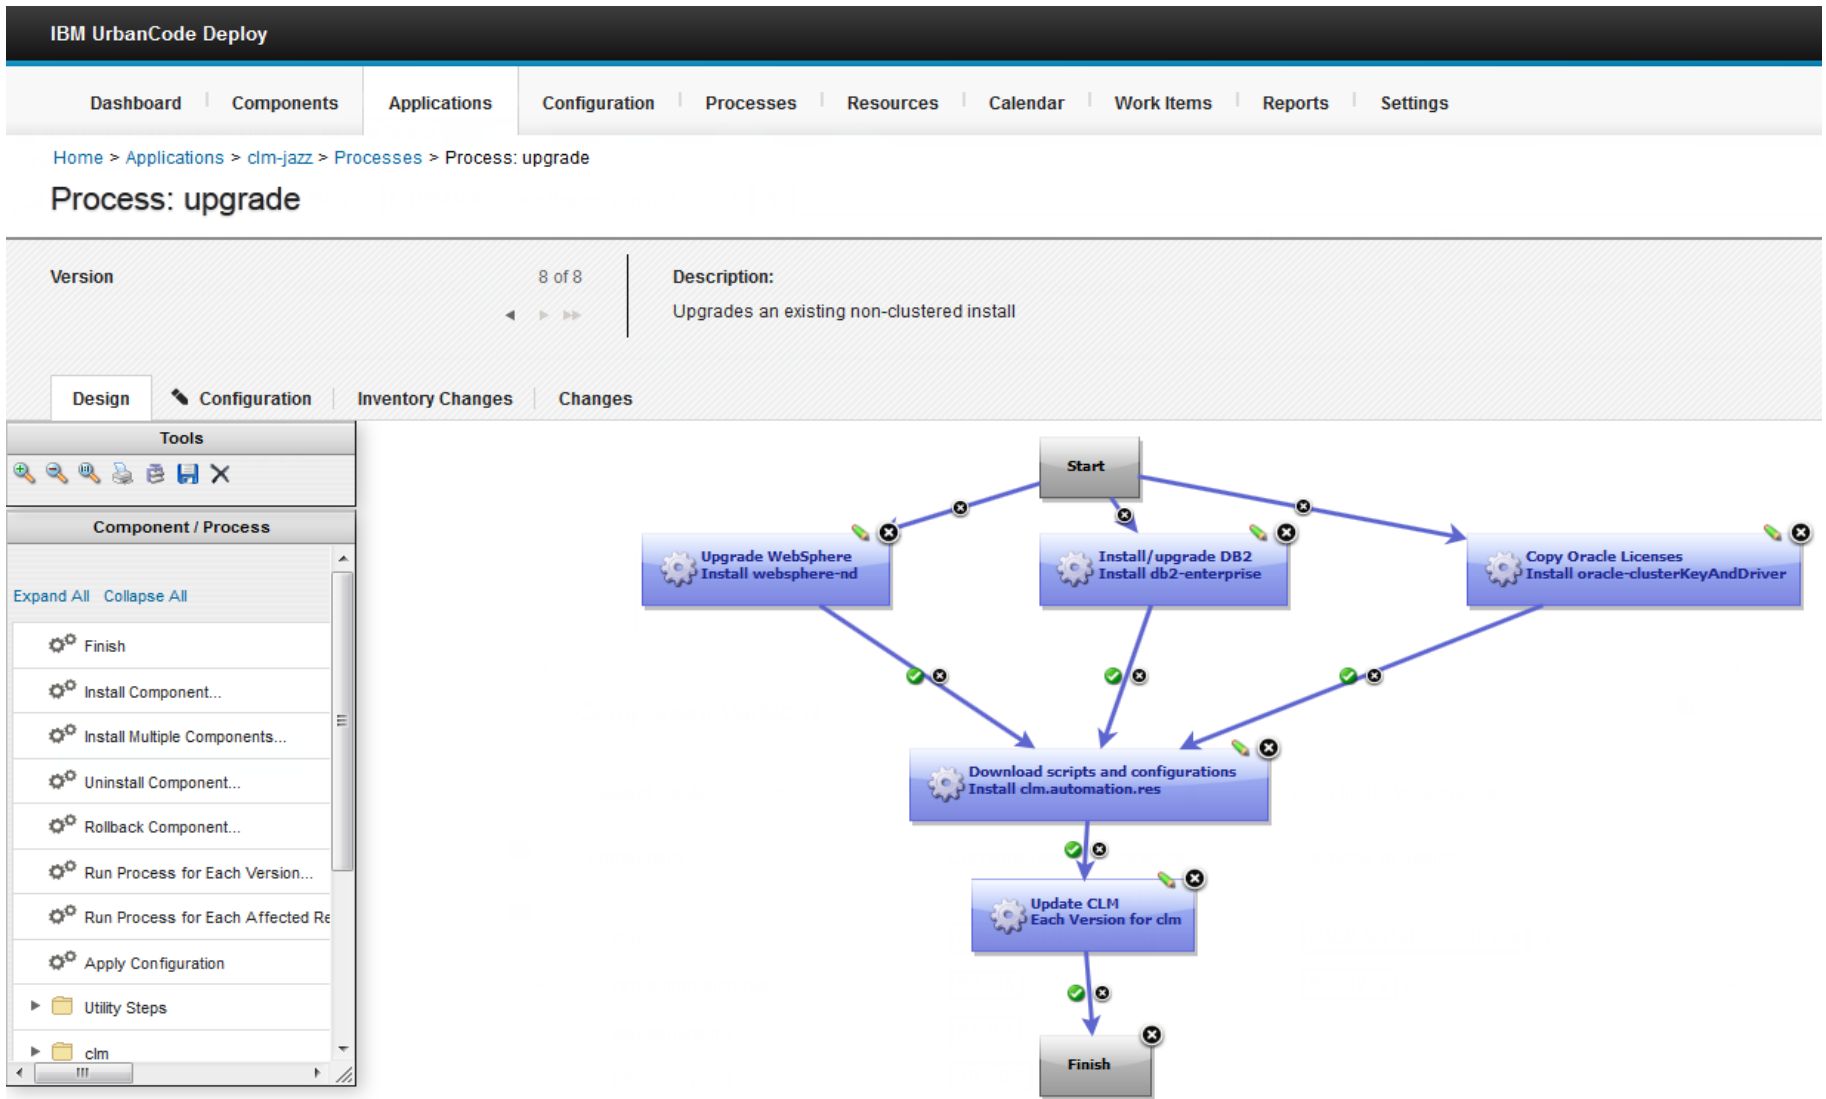 IBM UrbanCode Deploy
Dashboard Components Applications Configuration Processes Resources Calendar Work Items Reports Settings
Home > Applications > clm-jazz > Processes > Process: upgrade
Process: upgrade
Version 8 of 8
Description:
Upgrades an existing non-clustered install
Design Configuration Inventory Changes Changes
Tools
Component / Process
Expand All Collapse All
Finish
Install Component...
Install Multiple Components...
Uninstall Component...
Rollback Component...
Run Process for Each Version...
Run Process for Each Affected Re
Apply Configuration
Utility Steps
clm
Start
Upgrade WebSphere
Install websphere-nd
Install/upgrade DB2
Install db2-enterprise
Copy Oracle Licenses
Install oracle-clusterKeyAndDriver
Download scripts and configurations
Install clm.automation.res
Update CLM
Each Version for clm
Finish